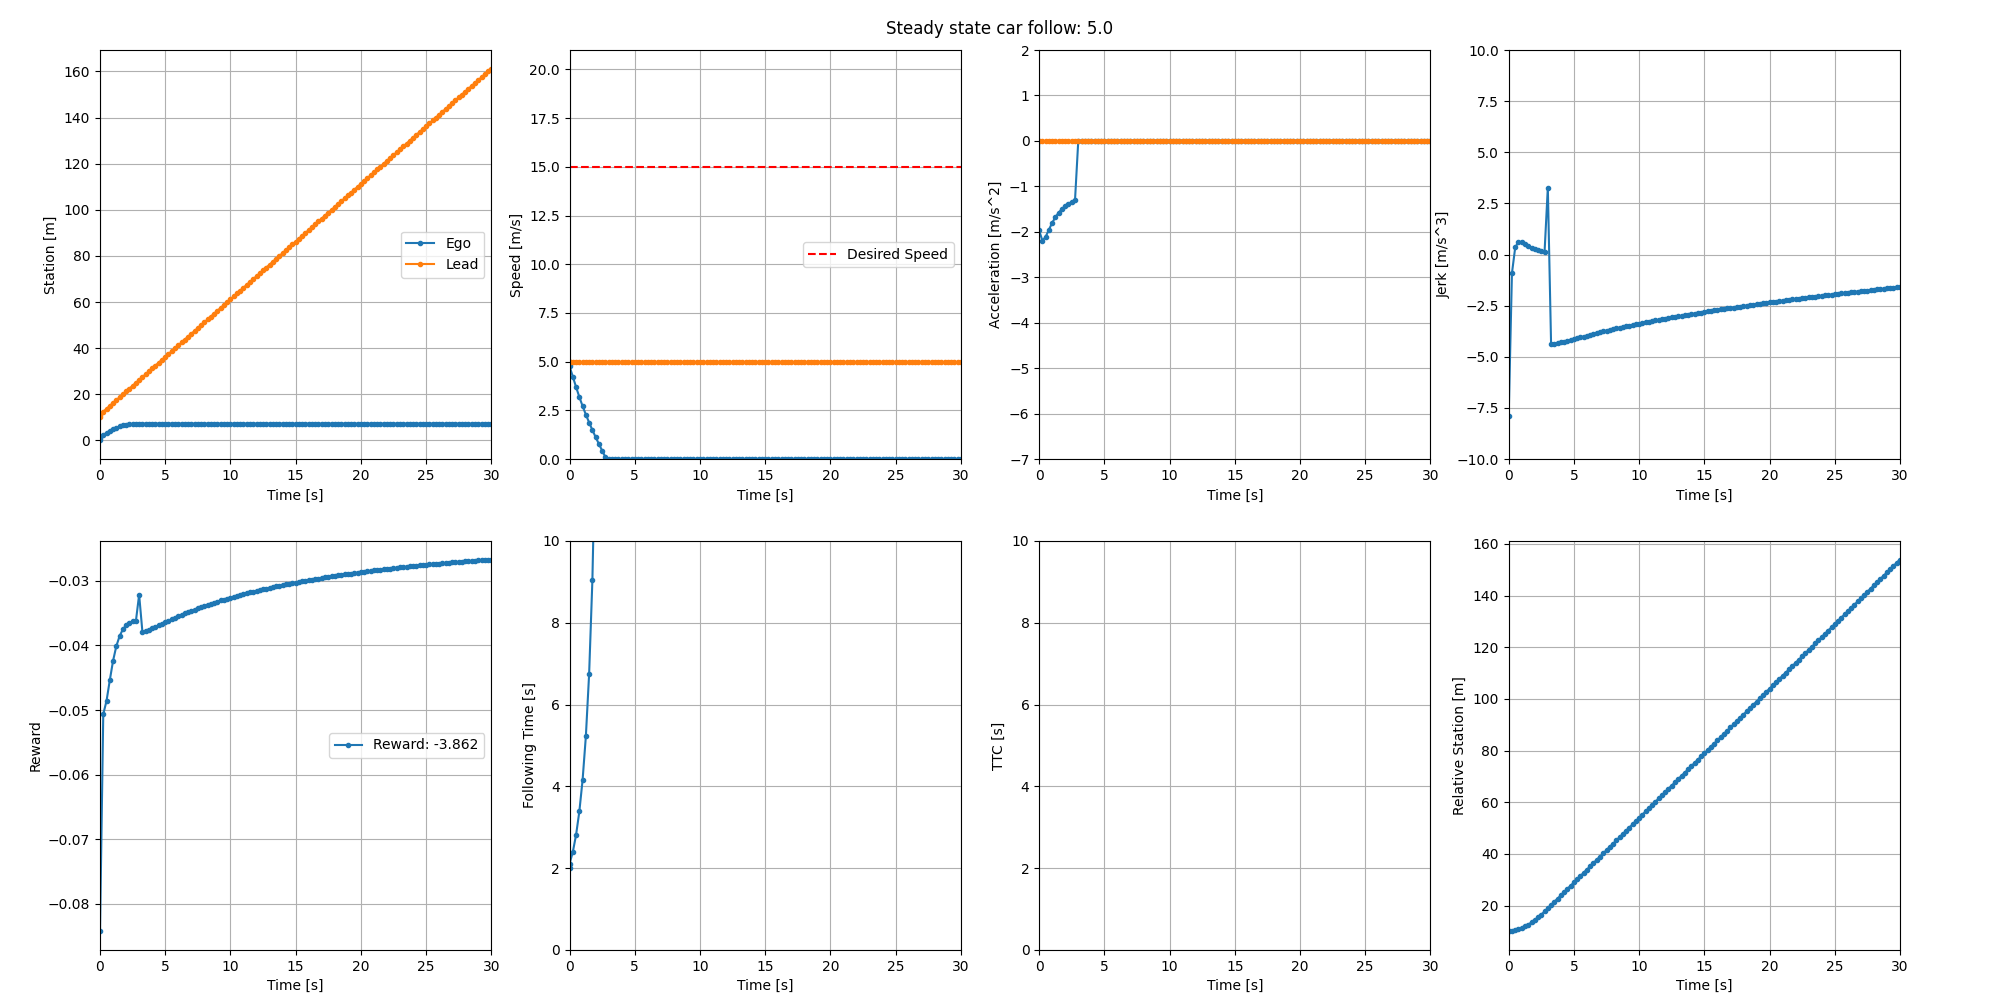 Steady state car follow: 5.0
Station [m]
160
140
120
100
80
60
40
20
0
Ego
Lead
0 5 10 15 20 25 30
Time [s]
Speed [m/s]
20.0
17.5
15.0
12.5
10.0
7.5
5.0
2.5
0.0
Desired Speed
0 5 10 15 20 25 30
Time [s]
Acceleration [m/s^2]
2
1
0
−1
−2
−3
−4
−5
−6
−7
0 5 10 15 20 25 30
Time [s]
Jerk [m/s^3]
10.0
7.5
5.0
2.5
0.0
−2.5
−5.0
−7.5
−10.0
0 5 10 15 20 25 30
Time [s]
Reward
−0.03
−0.04
−0.05
−0.06
−0.07
−0.08
Reward: -3.862
0 5 10 15 20 25 30
Time [s]
Following Time [s]
10
8
6
4
2
0
0 5 10 15 20 25 30
Time [s]
TTC [s]
10
8
6
4
2
0
0 5 10 15 20 25 30
Time [s]
Relative Station [m]
160
140
120
100
80
60
40
20
0 5 10 15 20 25 30
Time [s]